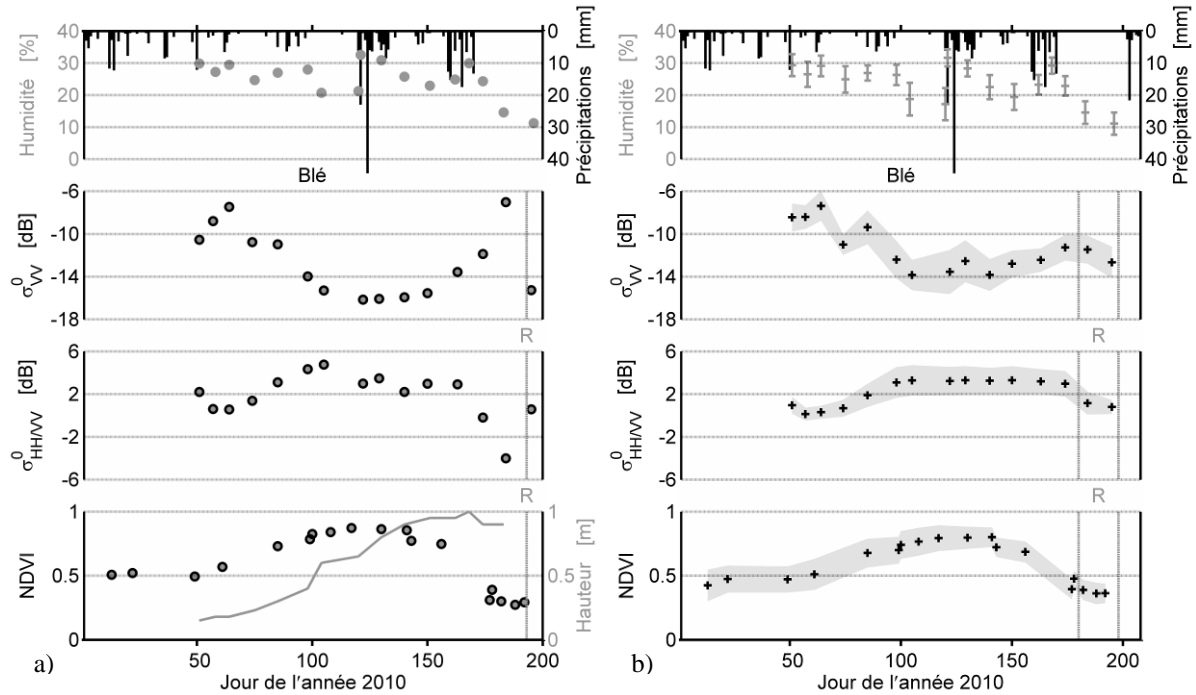 40 0 40 0
30 10 30 10
20 20 20 20
10 30 10 30
0 40 0 40
Humidité [%]
Précipitations [mm]
Humidité [%]
Précipitations [mm]
Blé Blé
-6 -6
-10 -10
-14 -14
-18 -18
σ⁰VV [dB]
σ⁰VV [dB]
R R
6 6
2 2
-2 -2
-6 -6
σ⁰HH/VV [dB]
σ⁰HH/VV [dB]
R R
1 1 1
0.5 0.5 0.5
0 0 0
NDVI
Hauteur [m]
NDVI
50 100 150 200 50 100 150 200
a) Jour de l'année 2010 b) Jour de l'année 2010